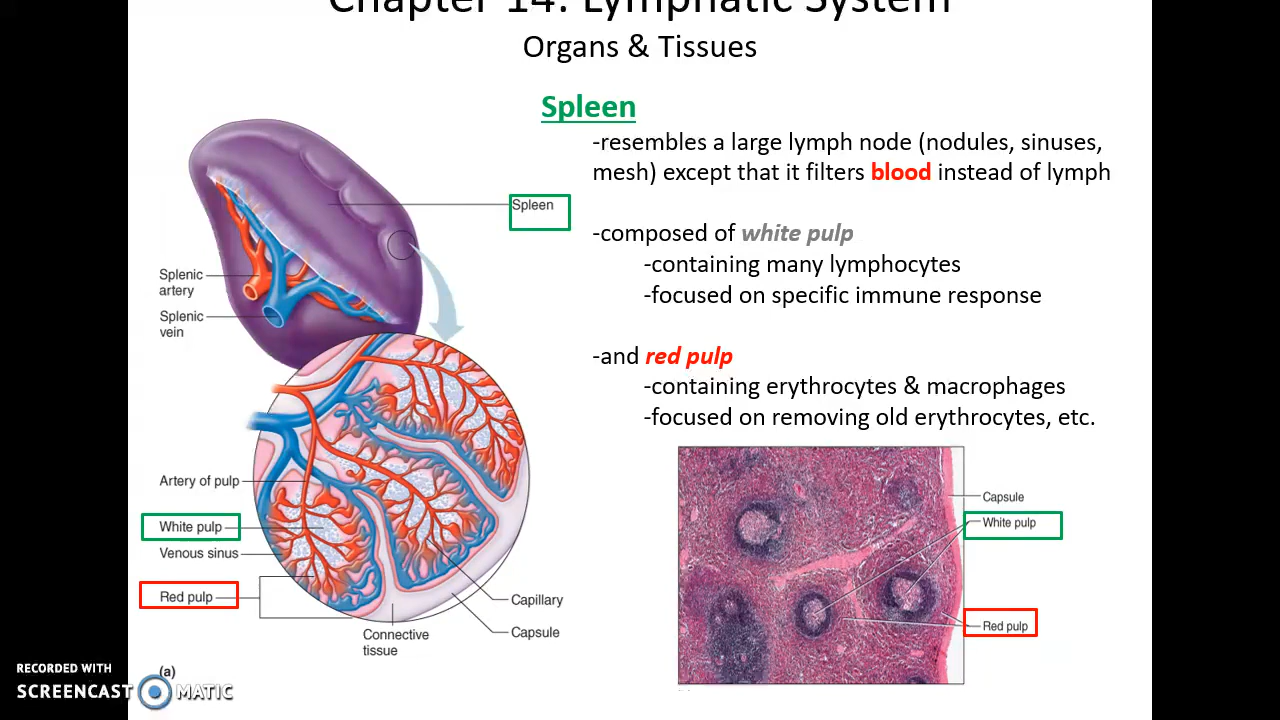 Chapter 14: Lymphatic System
Organs & Tissues
Spleen
-resembles a large lymph node (nodules, sinuses,
mesh) except that it filters blood instead of lymph
-composed of white pulp
-containing many lymphocytes
-focused on specific immune response
-and red pulp
-containing erythrocytes & macrophages
-focused on removing old erythrocytes, etc.
Spleen
Splenic
artery
Splenic
vein
Artery of pulp
White pulp
Venous sinus
Red pulp
Capillary
Capsule
Connective
tissue
(a)
Capsule
White pulp
Red pulp
RECORDED WITH
SCREENCAST MATIC